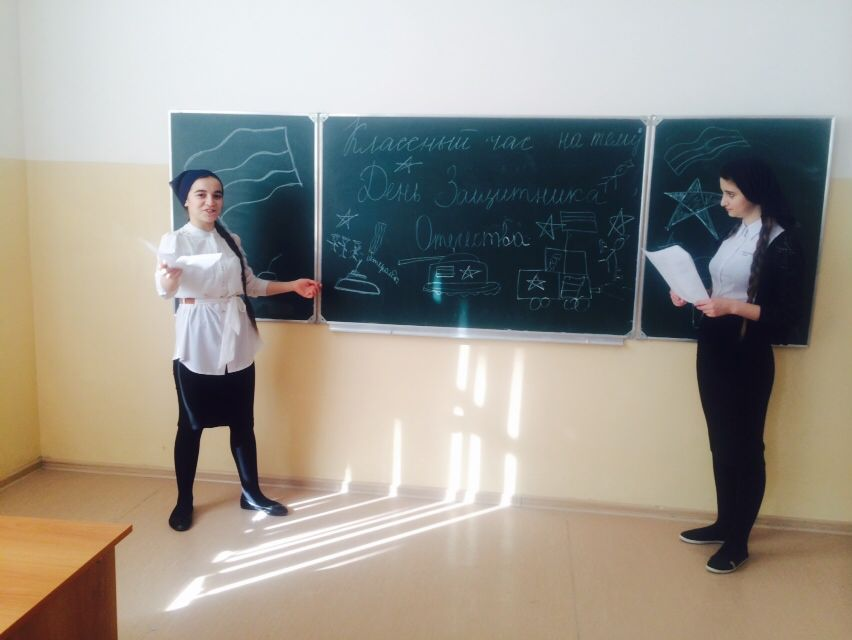 Классный час на тему
День Защитника
Отечества